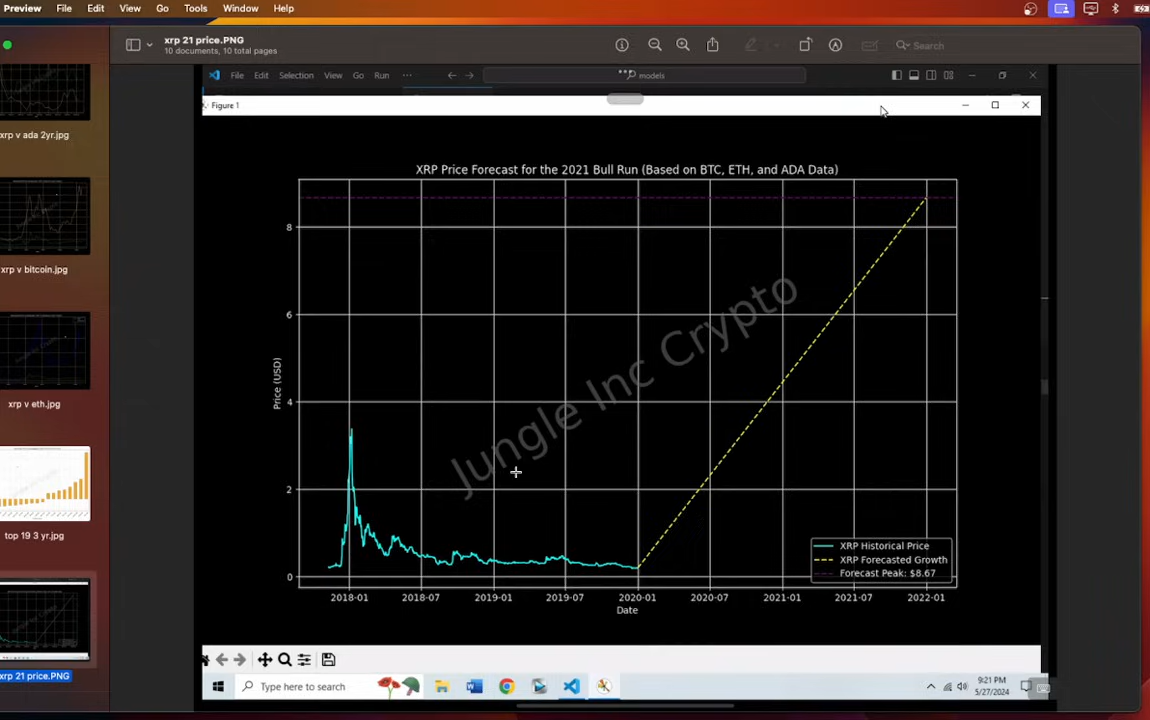 Preview File Edit View Go Tools Window Help
xrp 21 price.PNG
10 documents, 10 total pages
Search
File Edit Selection View Go Run ··· models
Figure 1
xrp v ada 2yr.jpg
xrp v bitcoin.jpg
xrp v eth.jpg
top 19 3 yr.jpg
xrp 21 price.PNG
XRP Price Forecast for the 2021 Bull Run (Based on BTC, ETH, and ADA Data)
8
6
4
2
0
Price (USD)
Jungle Inc Crypto
XRP Historical Price
XRP Forecasted Growth
Forecast Peak: $8.67
2018-01 2018-07 2019-01 2019-07 2020-01 2020-07 2021-01 2021-07 2022-01
Date
Type here to search
9:21 PM
5/27/2024